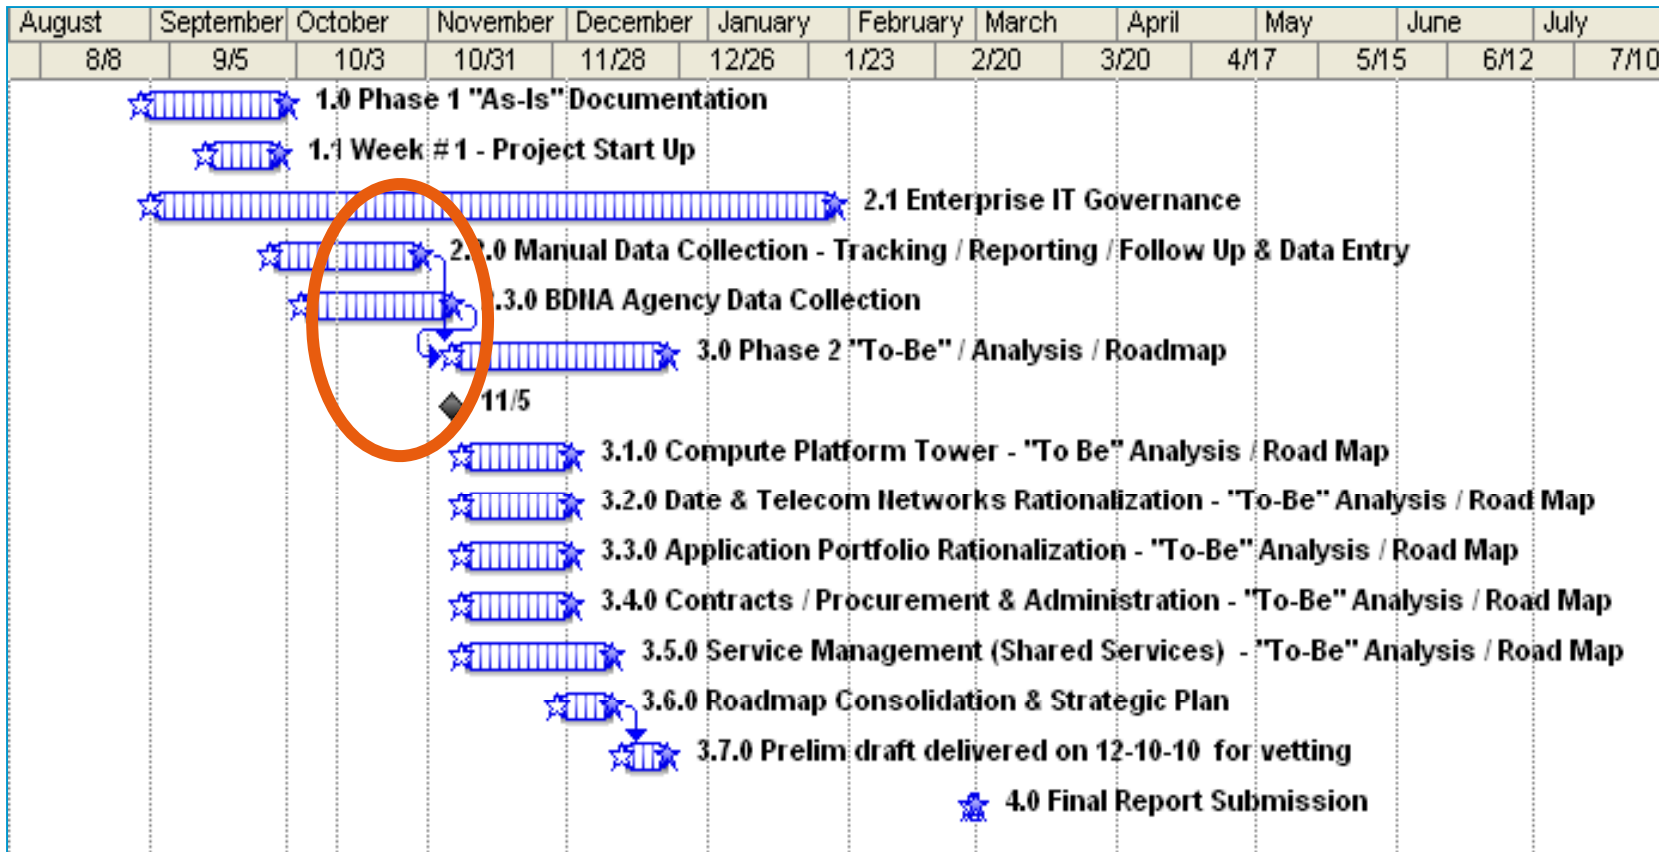 August September October November December January February March April May June July
8/8 9/5 10/3 10/31 11/28 12/26 1/23 2/20 3/20 4/17 5/15 6/12 7/10
1.0 Phase 1 "As-Is" Documentation
1.1 Week #1 - Project Start Up
2.1 Enterprise IT Governance
2.2.0 Manual Data Collection - Tracking / Reporting / Follow Up & Data Entry
2.3.0 BDNA Agency Data Collection
3.0 Phase 2 "To-Be" / Analysis / Roadmap
11/5
3.1.0 Compute Platform Tower - "To Be" Analysis / Road Map
3.2.0 Date & Telecom Networks Rationalization - "To-Be" Analysis / Road Map
3.3.0 Application Portfolio Rationalization - "To-Be" Analysis / Road Map
3.4.0 Contracts / Procurement & Administration - "To-Be" Analysis / Road Map
3.5.0 Service Management (Shared Services) - "To-Be" Analysis / Road Map
3.6.0 Roadmap Consolidation & Strategic Plan
3.7.0 Prelim draft delivered on 12-10-10 for vetting
4.0 Final Report Submission